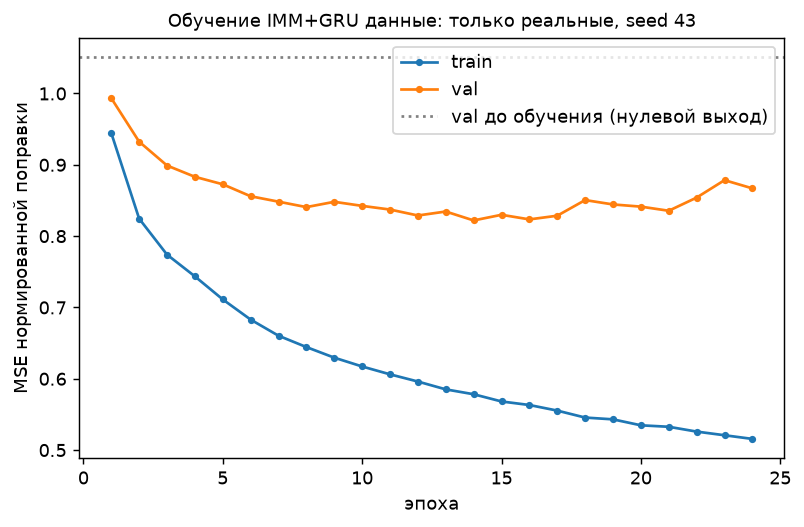 Обучение IMM+GRU данные: только реальные, seed 43
train
val
val до обучения (нулевой выход)
MSE нормированной поправки
1.0
0.9
0.8
0.7
0.6
0.5
0
5
10
15
20
25
эпоха